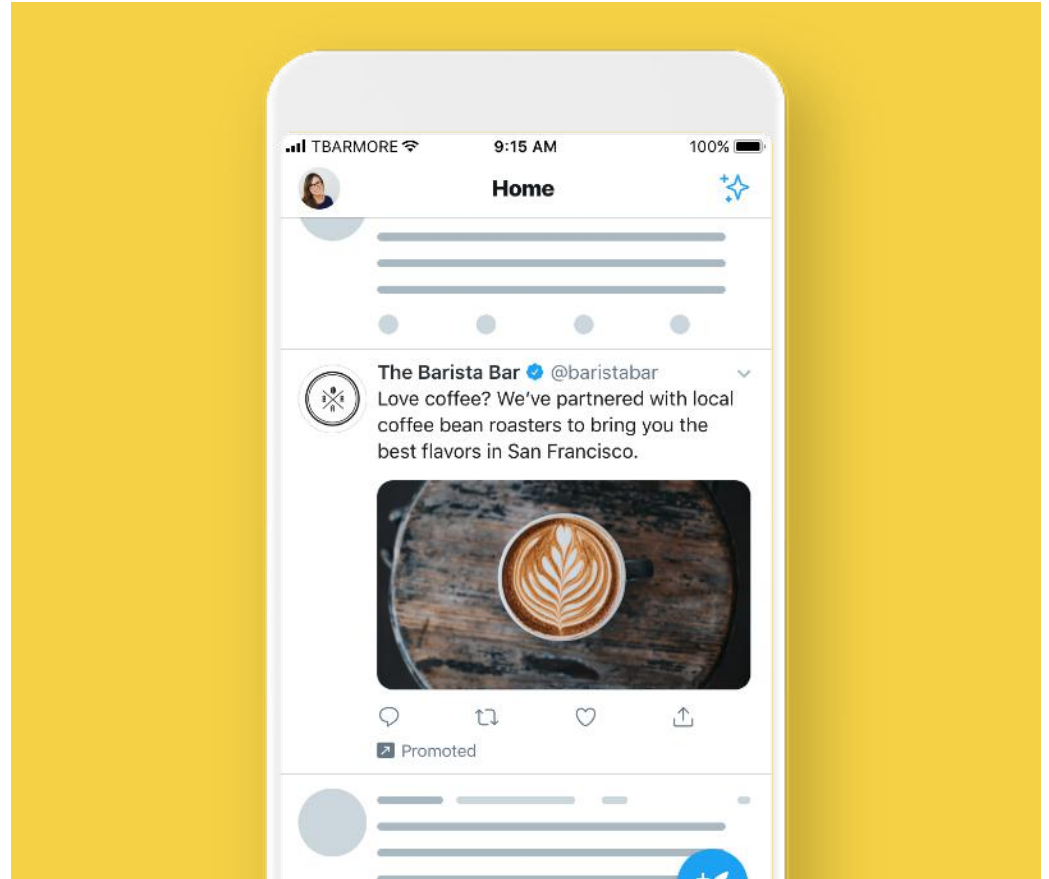 TBARMORE 9:15 AM 100%
Home
The Barista Bar @baristabar
Love coffee? We've partnered with local
coffee bean roasters to bring you the
best flavors in San Francisco.
Promoted